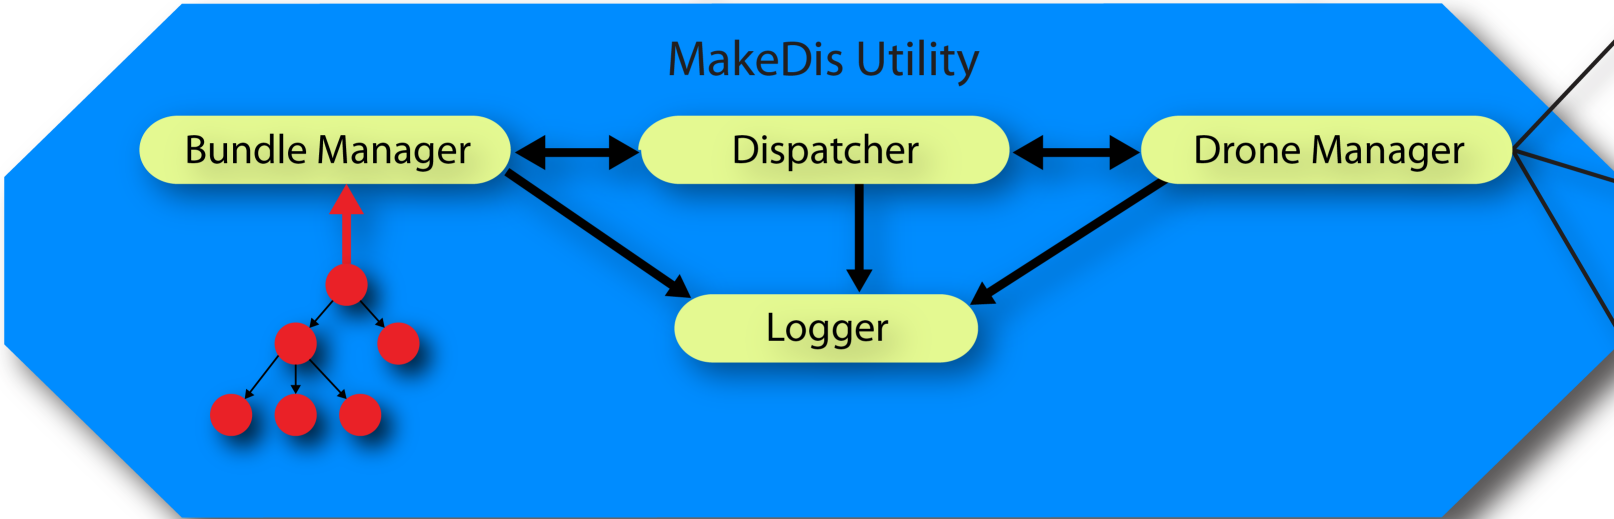 MakeDis Utility
Bundle Manager
Dispatcher
Drone Manager
Logger